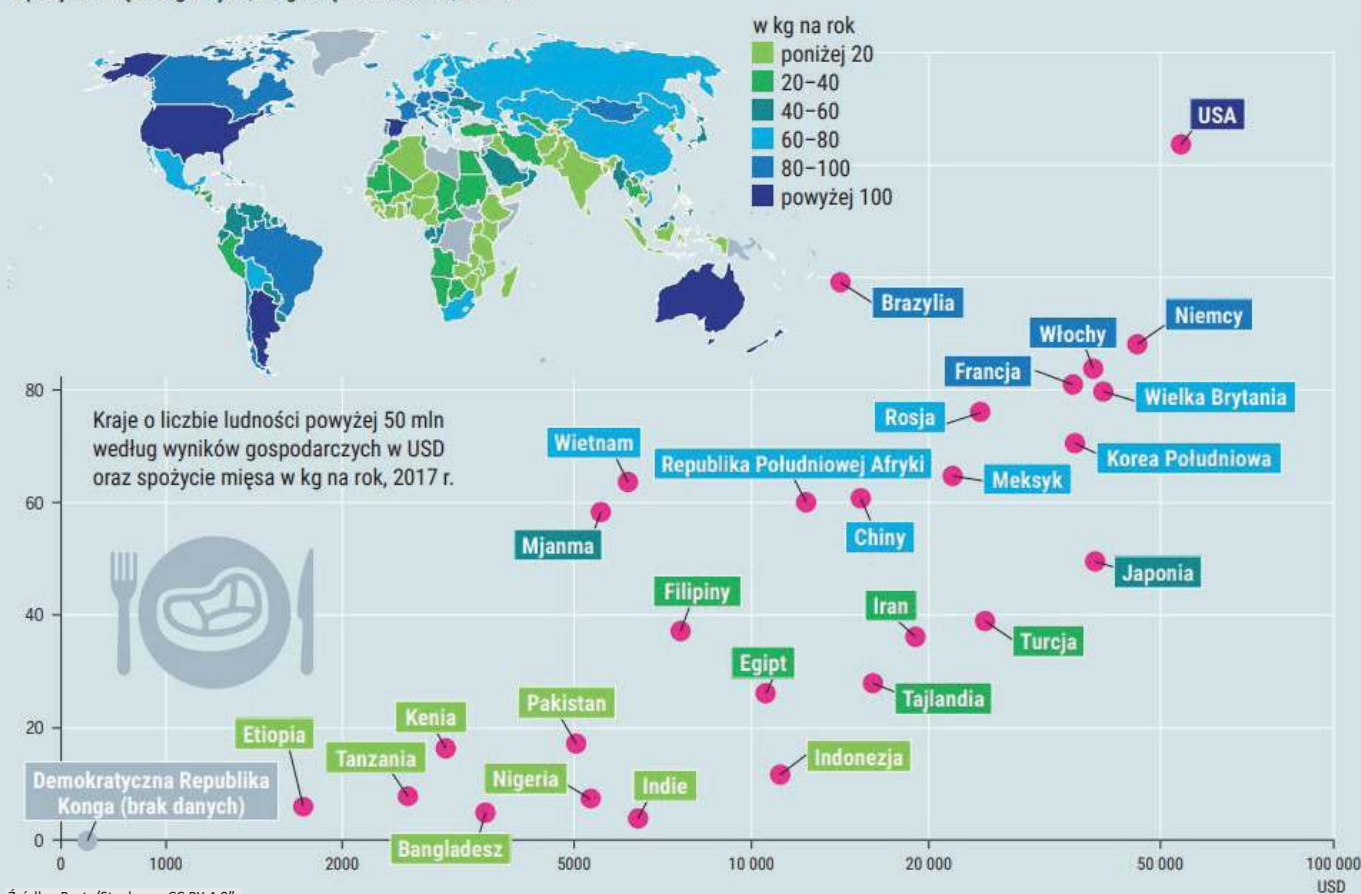 w kg na rok
poniżej 20
20–40
40–60
60–80
80–100
powyżej 100
USA
Brazylia
Niemcy
Włochy
Francja
Wielka Brytania
Rosja
Korea Południowa
Meksyk
Wietnam
Republika Południowej Afryki
Chiny
Mjanma
Japonia
Filipiny
Iran
Turcja
Egipt
Tajlandia
Pakistan
Kenia
Etiopia
Tanzania
Nigeria
Indie
Indonezja
Bangladesz
Demokratyczna Republika
Konga (brak danych)
Kraje o liczbie ludności powyżej 50 mln
według wyników gospodarczych w USD
oraz spożycie mięsa w kg na rok, 2017 r.
80
60
40
20
0
0 1000 2000 5000 10 000 20 000 50 000 100 000
USD